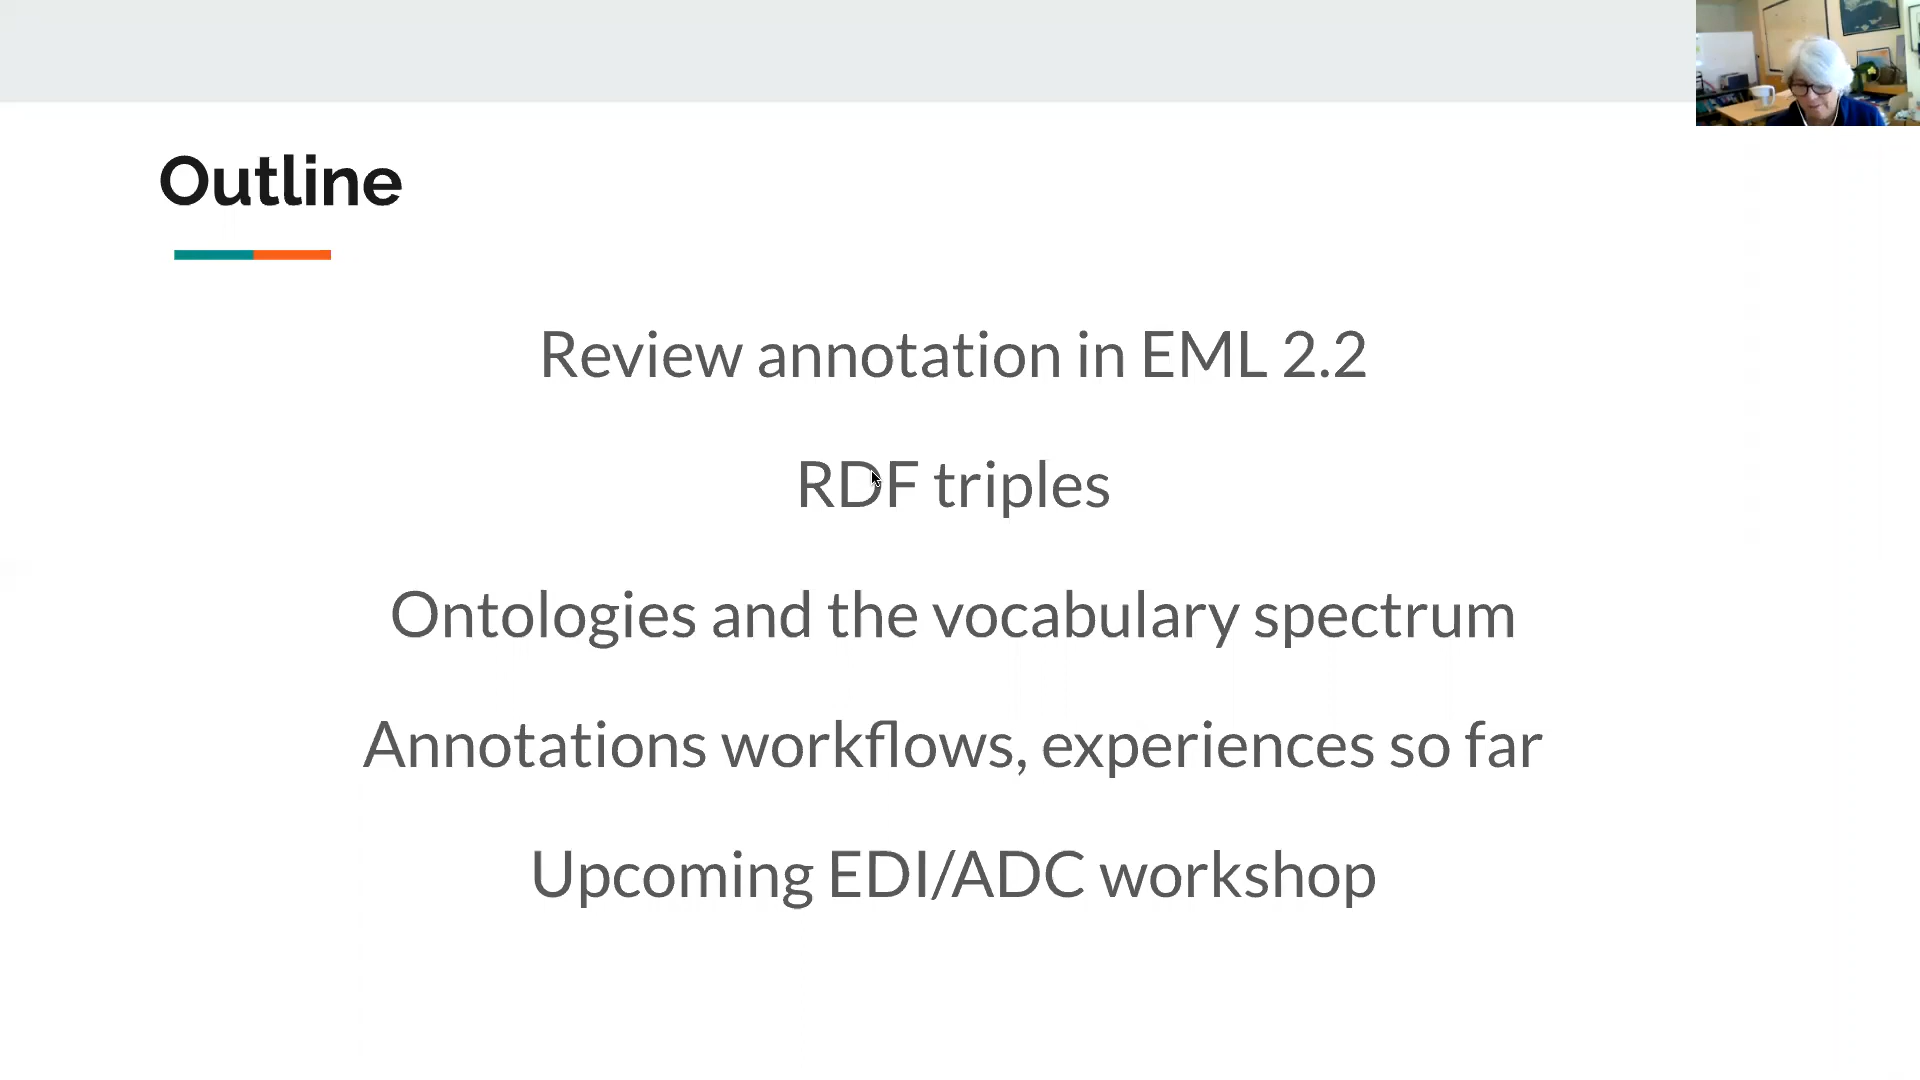 Outline
Review annotation in EML 2.2
RDF triples
Ontologies and the vocabulary spectrum
Annotations workflows, experiences so far
Upcoming EDI/ADC workshop